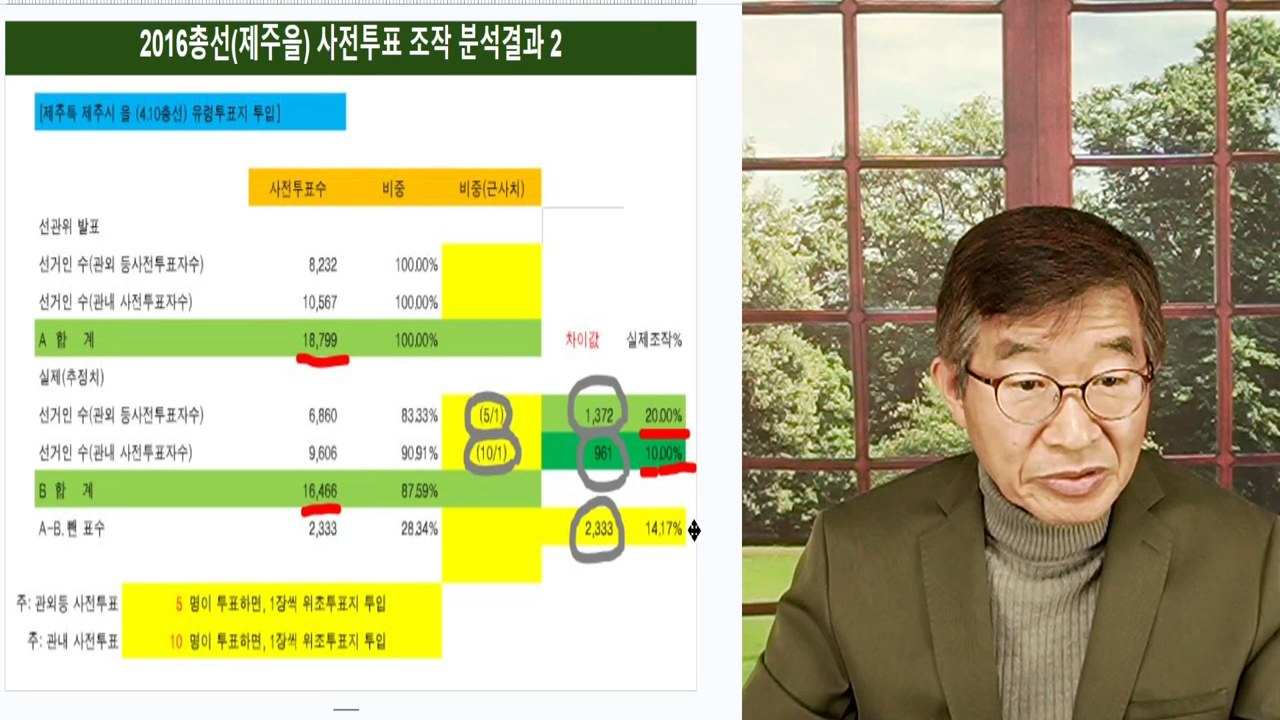 2016총선(제주을) 사전투표 조작 분석결과 2
[제주특 제주시 을 (4.10총선) 유령투표지 투입]
사전투표수 비중 비중(근사치)
선관위 발표
선거인 수(관외 등사전투표자수) 8,232 100.00%
선거인 수(관내 사전투표자수) 10,567 100.00%
A 합 계 18,799 100.00% 차이값 실제조작%
실제(추정치)
선거인 수(관외 등사전투표자수) 6,860 83.33% (5/1) 1,372 20.00%
선거인 수(관내 사전투표자수) 9,606 90.91% (10/1) 961 10.00%
B 합 계 16,466 87.59%
A-B. 뺀 표수 2,333 28.34% 2,333 14.17%
주: 관외등 사전투표 5 명이 투표하면, 1장씩 위조투표지 투입
주: 관내 사전투표 10 명이 투표하면, 1장씩 위조투표지 투입